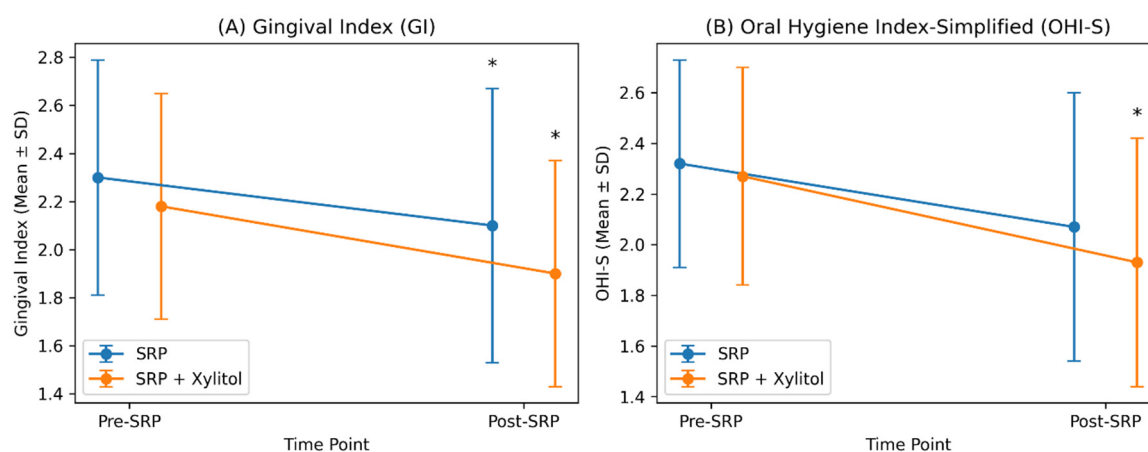 (A) Gingival Index (GI)
Gingival Index (Mean ± SD)
2.8
2.6
2.4
2.2
2.0
1.8
1.6
1.4
*
*
SRP
SRP + Xylitol
Pre-SRP
Post-SRP
Time Point
(B) Oral Hygiene Index-Simplified (OHI-S)
OHI-S (Mean ± SD)
2.6
2.4
2.2
2.0
1.8
1.6
1.4
*
SRP
SRP + Xylitol
Pre-SRP
Post-SRP
Time Point